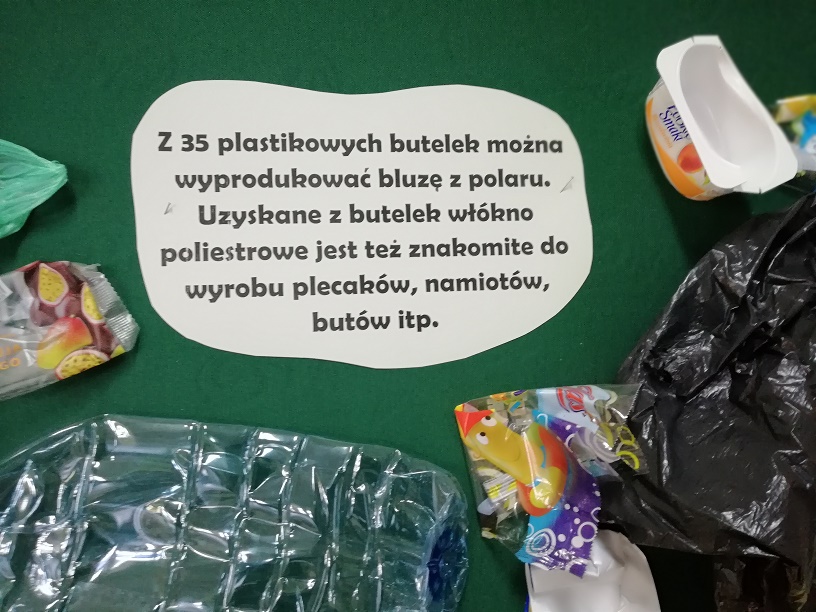 Z 35 plastikowych butelek można
wyprodukować bluzę z polaru.
Uzyskane z butelek włókno
poliestrowe jest też znakomite do
wyrobu plecaków, namiotów,
butów itp.